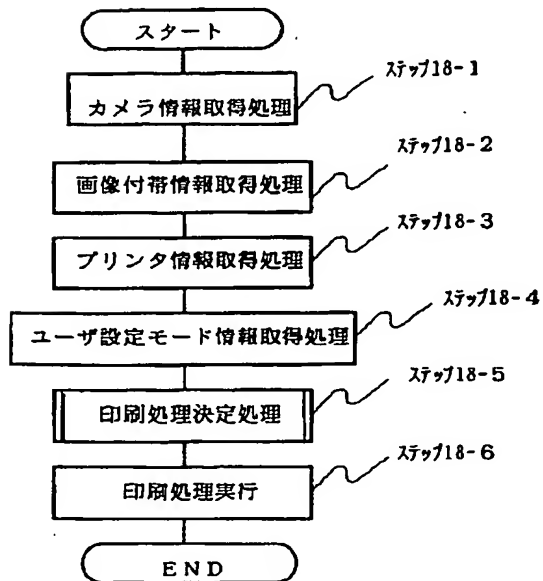 スタート
ステップ18-1
カメラ情報取得処理
ステップ18-2
画像付帯情報取得処理
ステップ18-3
プリンタ情報取得処理
ステップ18-4
ユーザ設定モード情報取得処理
ステップ18-5
印刷処理決定処理
ステップ18-6
印刷処理実行
END